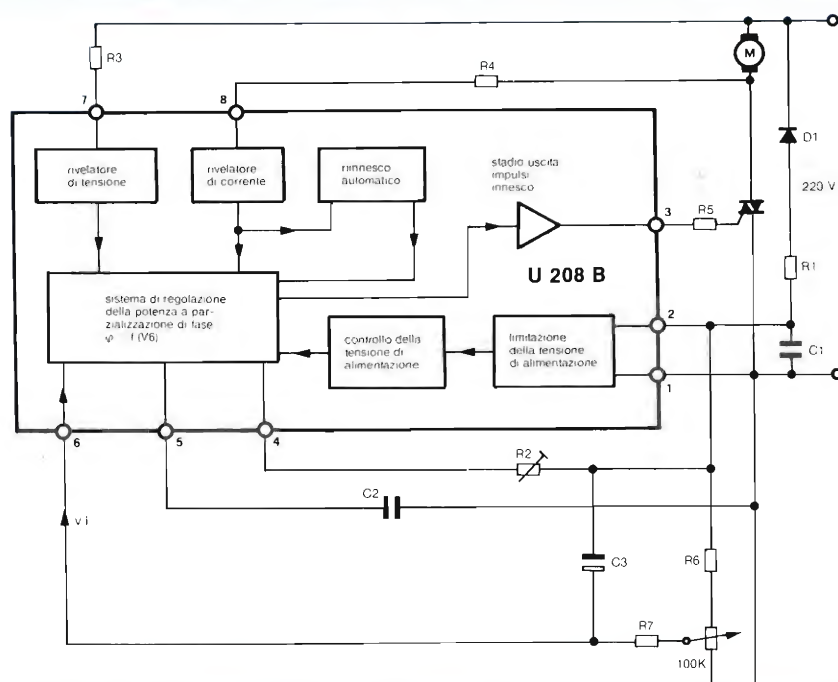 R3
R4
M
7
8
D1
rivelatore
di tensione
rivelatore
di corrente
riinnesco
automatico
stadio uscita
impulsi
innesco
220 V
3
R5
U 208 B
R1
sistema di regolazione
della potenza a par-
zializzazione di fase
φ f (V6)
controllo della
tensione di
alimentazione
limitazione
della tensione
di alimentazione
2
C1
1
6
5
4
R2
C2
vi
C3
R6
R7
100K